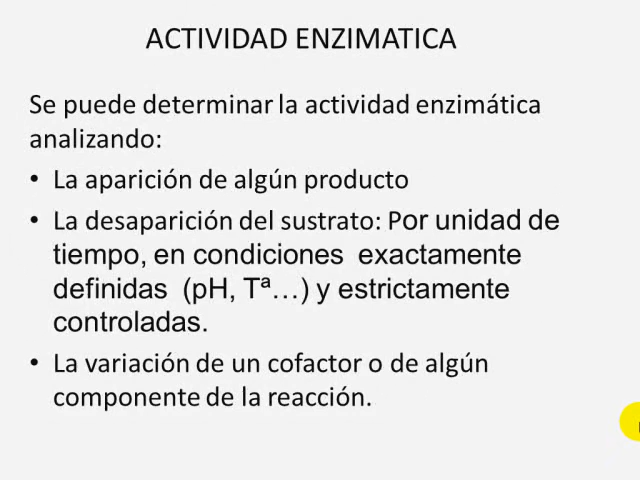 ACTIVIDAD ENZIMATICA
Se puede determinar la actividad enzimática
analizando:
• La aparición de algún producto
• La desaparición del sustrato: Por unidad de
tiempo, en condiciones exactamente
definidas (pH, Tª…) y estrictamente
controladas.
• La variación de un cofactor o de algún
componente de la reacción.